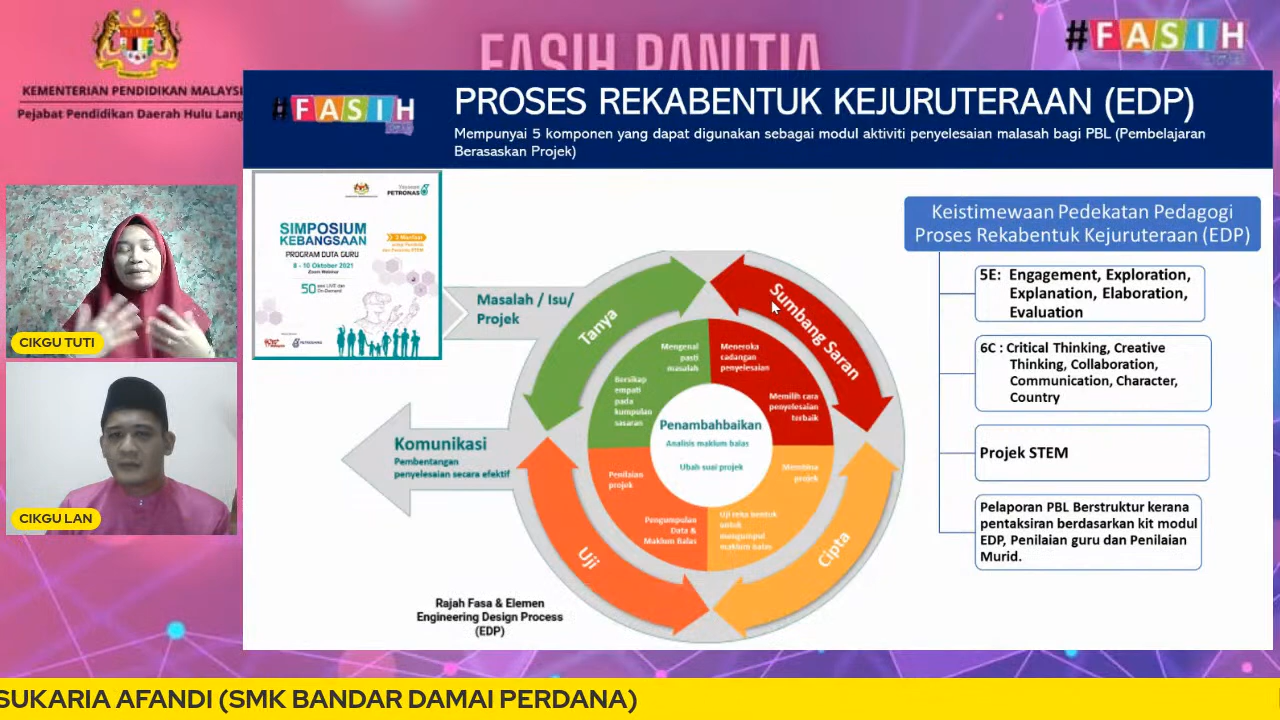 KEMENTERIAN PENDIDIKAN MALAYSI
Pejabat Pendidikan Daerah Hulu Lang
FASIH PANITIA
#FASIH
#FASIH
PROSES REKABENTUK KEJURUTERAAN (EDP)
Mempunyai 5 komponen yang dapat digunakan sebagai modul aktiviti penyelesaian malasah bagi PBL (Pembelajaran
Berasaskan Projek)
PETRONAS
SIMPOSIUM
KEBANGSAAN
PROGRAM DUTA GURU
8 - 10 Oktober 2021
Zoom Webinar
50
CIKGU TUTI
CIKGU LAN
Masalah / Isu/
Projek
Tanya
Sumbang Saran
Cipta
Uji
Mengenal
pasti
masalah
Bersikap
empati
pada
kumpulan
sasaran
Meneroka
cadangan
penyelesaian
Memilih cara
penyelesaian
terbaik
Membina
projek
Uji reka bentuk
untuk
mengumpul
maklum balas
Pengumpulan
Data &
Maklum Balas
Penilaian
projek
Penambahbaikan
Analisis maklum balas
Ubah suai projek
Komunikasi
Pembentangan
penyelesaian secara efektif
Rajah Fasa & Elemen
Engineering Design Process
(EDP)
Keistimewaan Pedekatan Pedagogi
Proses Rekabentuk Kejuruteraan (EDP)
5E: Engagement, Exploration,
Explanation, Elaboration,
Evaluation
6C : Critical Thinking, Creative
Thinking, Collaboration,
Communication, Character,
Country
Projek STEM
Pelaporan PBL Berstruktur kerana
pentaksiran berdasarkan kit modul
EDP, Penilaian guru dan Penilaian
Murid.
SUKARIA AFANDI (SMK BANDAR DAMAI PERDANA)